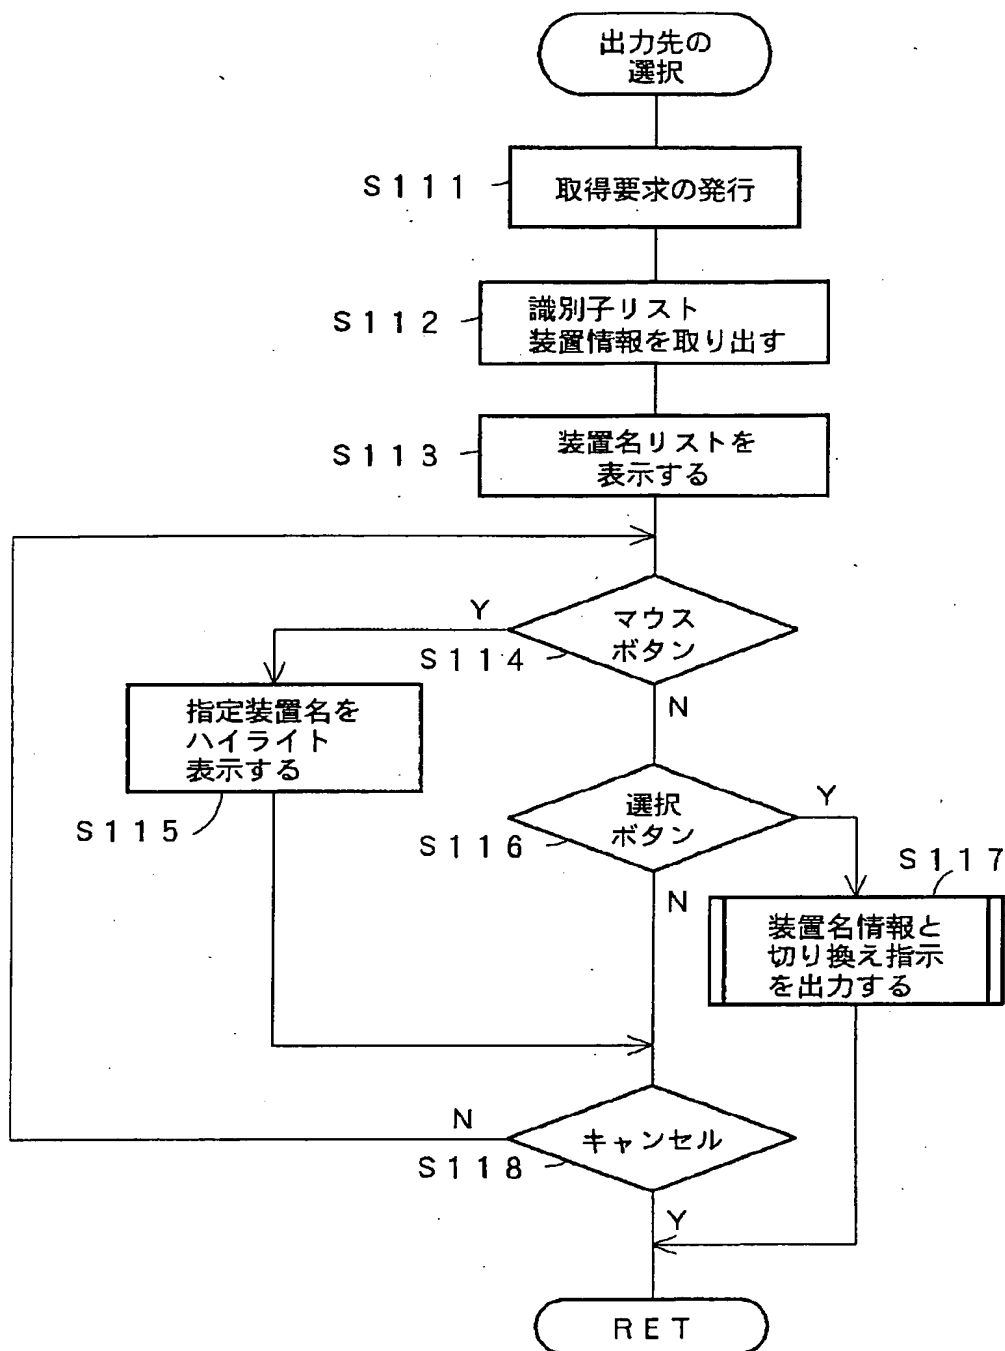 出力先の
選択
S111
取得要求の発行
S112
識別子リスト
装置情報を取り出す
S113
装置名リストを
表示する
Y
マウス
ボタン
S114
N
指定装置名を
ハイライト
表示する
S115
選択
ボタン
Y
S116
N
S117
装置名情報と
切り換え指示
を出力する
N
キャンセル
S118
Y
RET